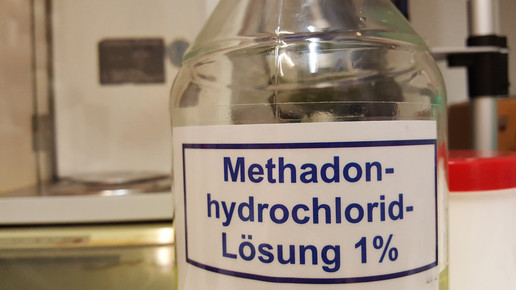 Methadon-
hydrochlorid-
Lösung 1%